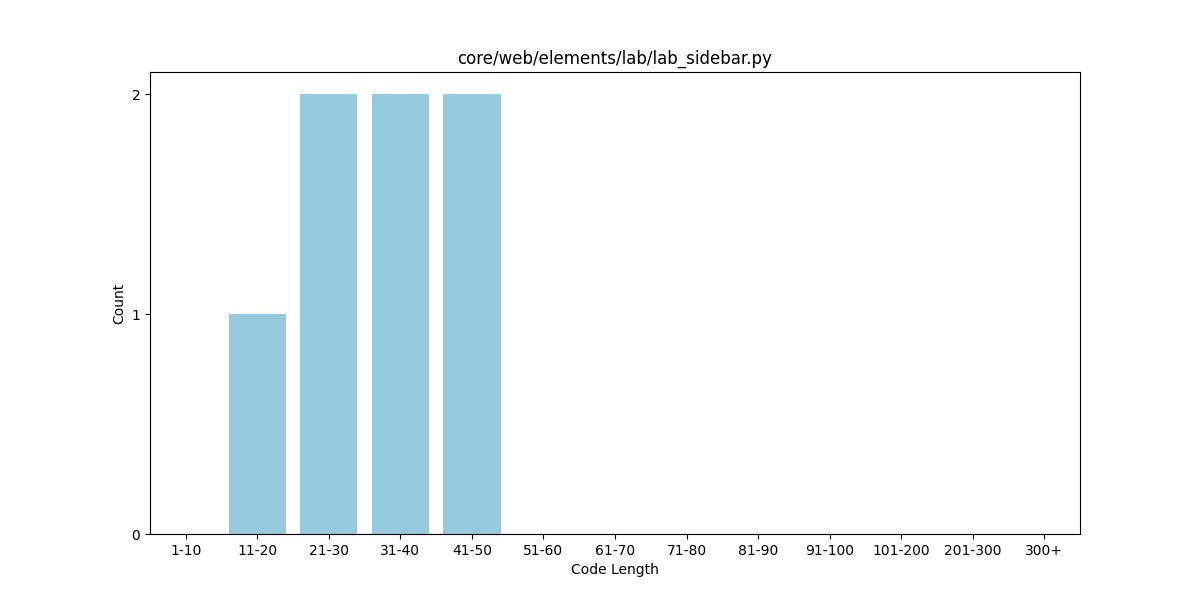 core/web/elements/lab/lab_sidebar.py
2
1
0
Count
1-10 11-20 21-30 31-40 41-50 51-60 61-70 71-80 81-90 91-100 101-200 201-300 300+
Code Length